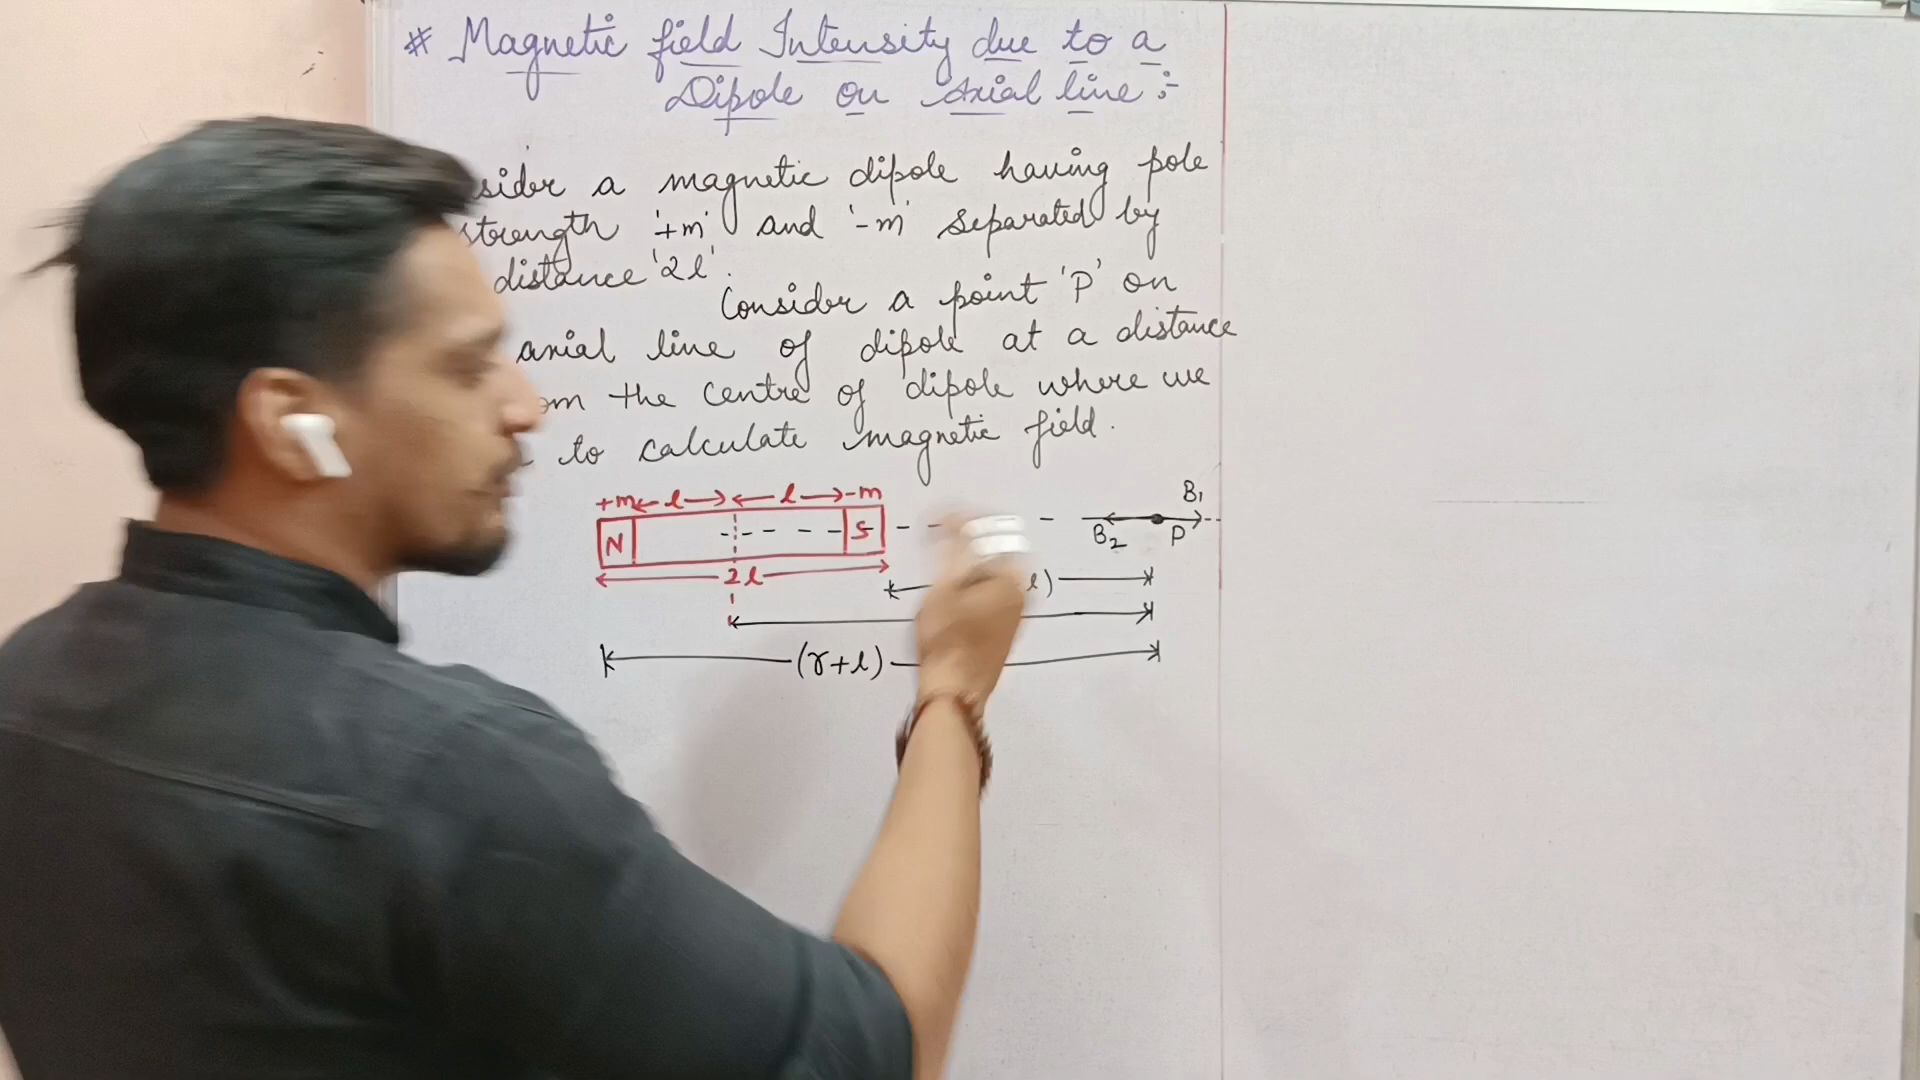 # Magnetic field Intensity due to a
Dipole on Axial line :-
sider a magnetic dipole having pole
strength '+m' and '-m' separated by
distance '2l'.
Consider a point 'P' on
axial line of dipole at a distance
om the centre of dipole where we
to calculate magnetic field.
+m l l -m
N S
B₂ P B₁
2l
l)
(r+l)